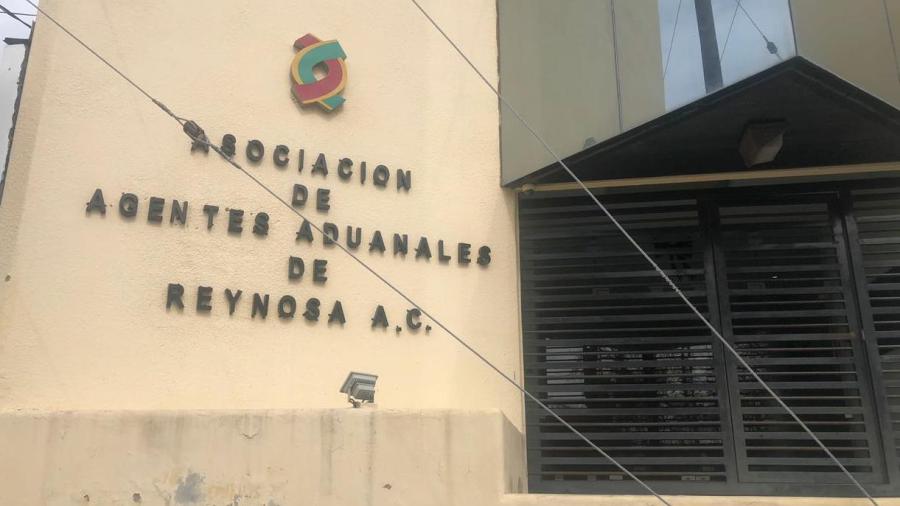 ASOCIACION
DE
AGENTES ADUANALES
DE
REYNOSA A.C.